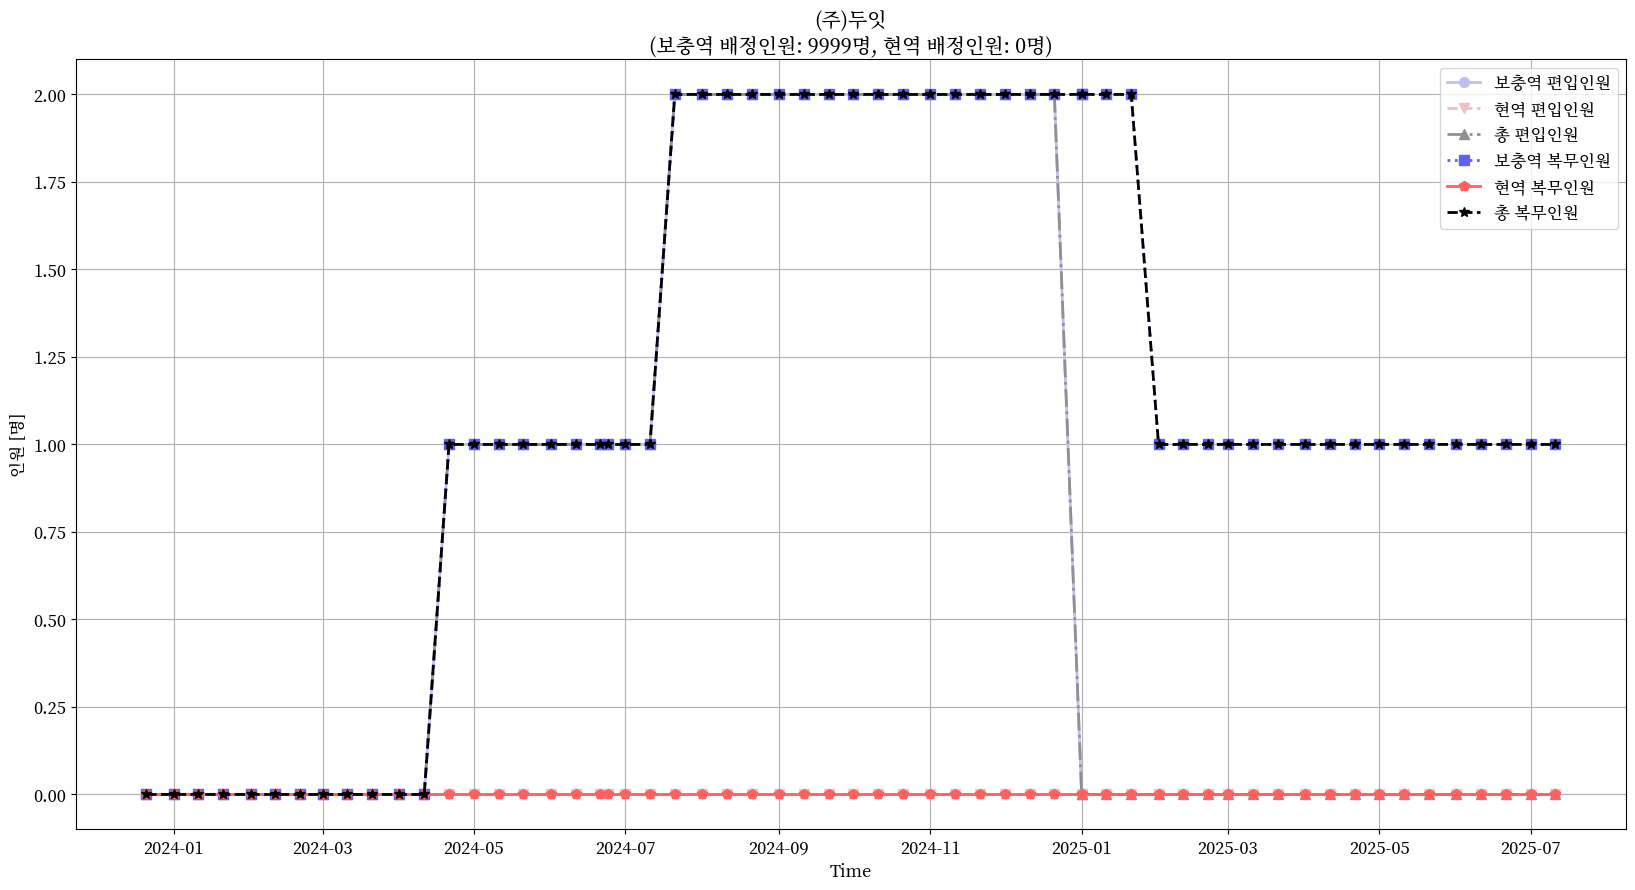 (주)두잇
(보충역 배정인원: 9999명, 현역 배정인원: 0명)
보충역 편입인원
현역 편입인원
총 편입인원
보충역 복무인원
현역 복무인원
총 복무인원
인원 [명]
2.00
1.75
1.50
1.25
1.00
0.75
0.50
0.25
0.00
2024-01 2024-03 2024-05 2024-07 2024-09 2024-11 2025-01 2025-03 2025-05 2025-07
Time